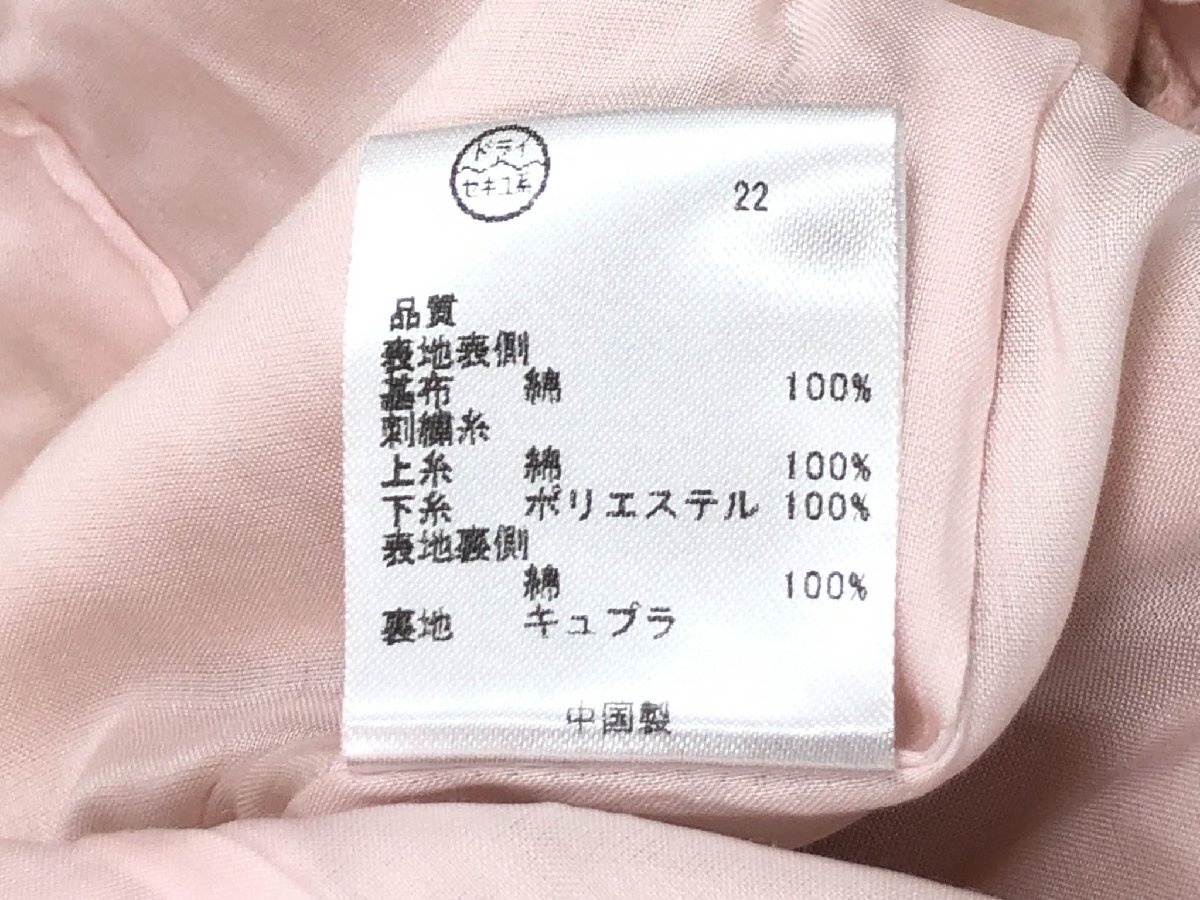 ドライ
セキユ系
22
品質
表地表側
基布 綿 100%
刺繍糸
上糸 綿 100%
下糸 ポリエステル 100%
表地裏側
綿 100%
裏地 キュプラ
中国製